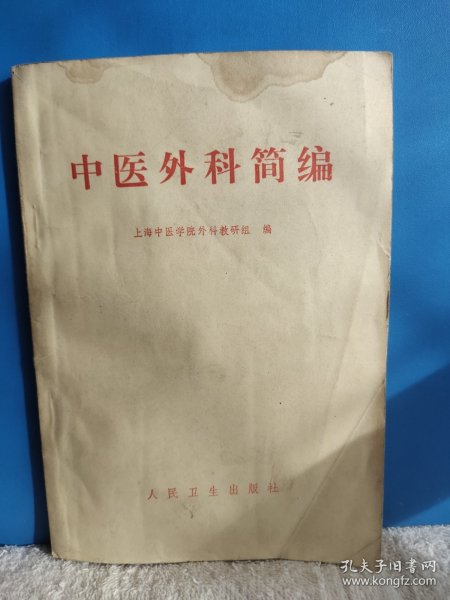 中医外科简编
上海中医学院外科教研组 编
人民卫生出版社
孔夫子旧书网
www.kongfz.com